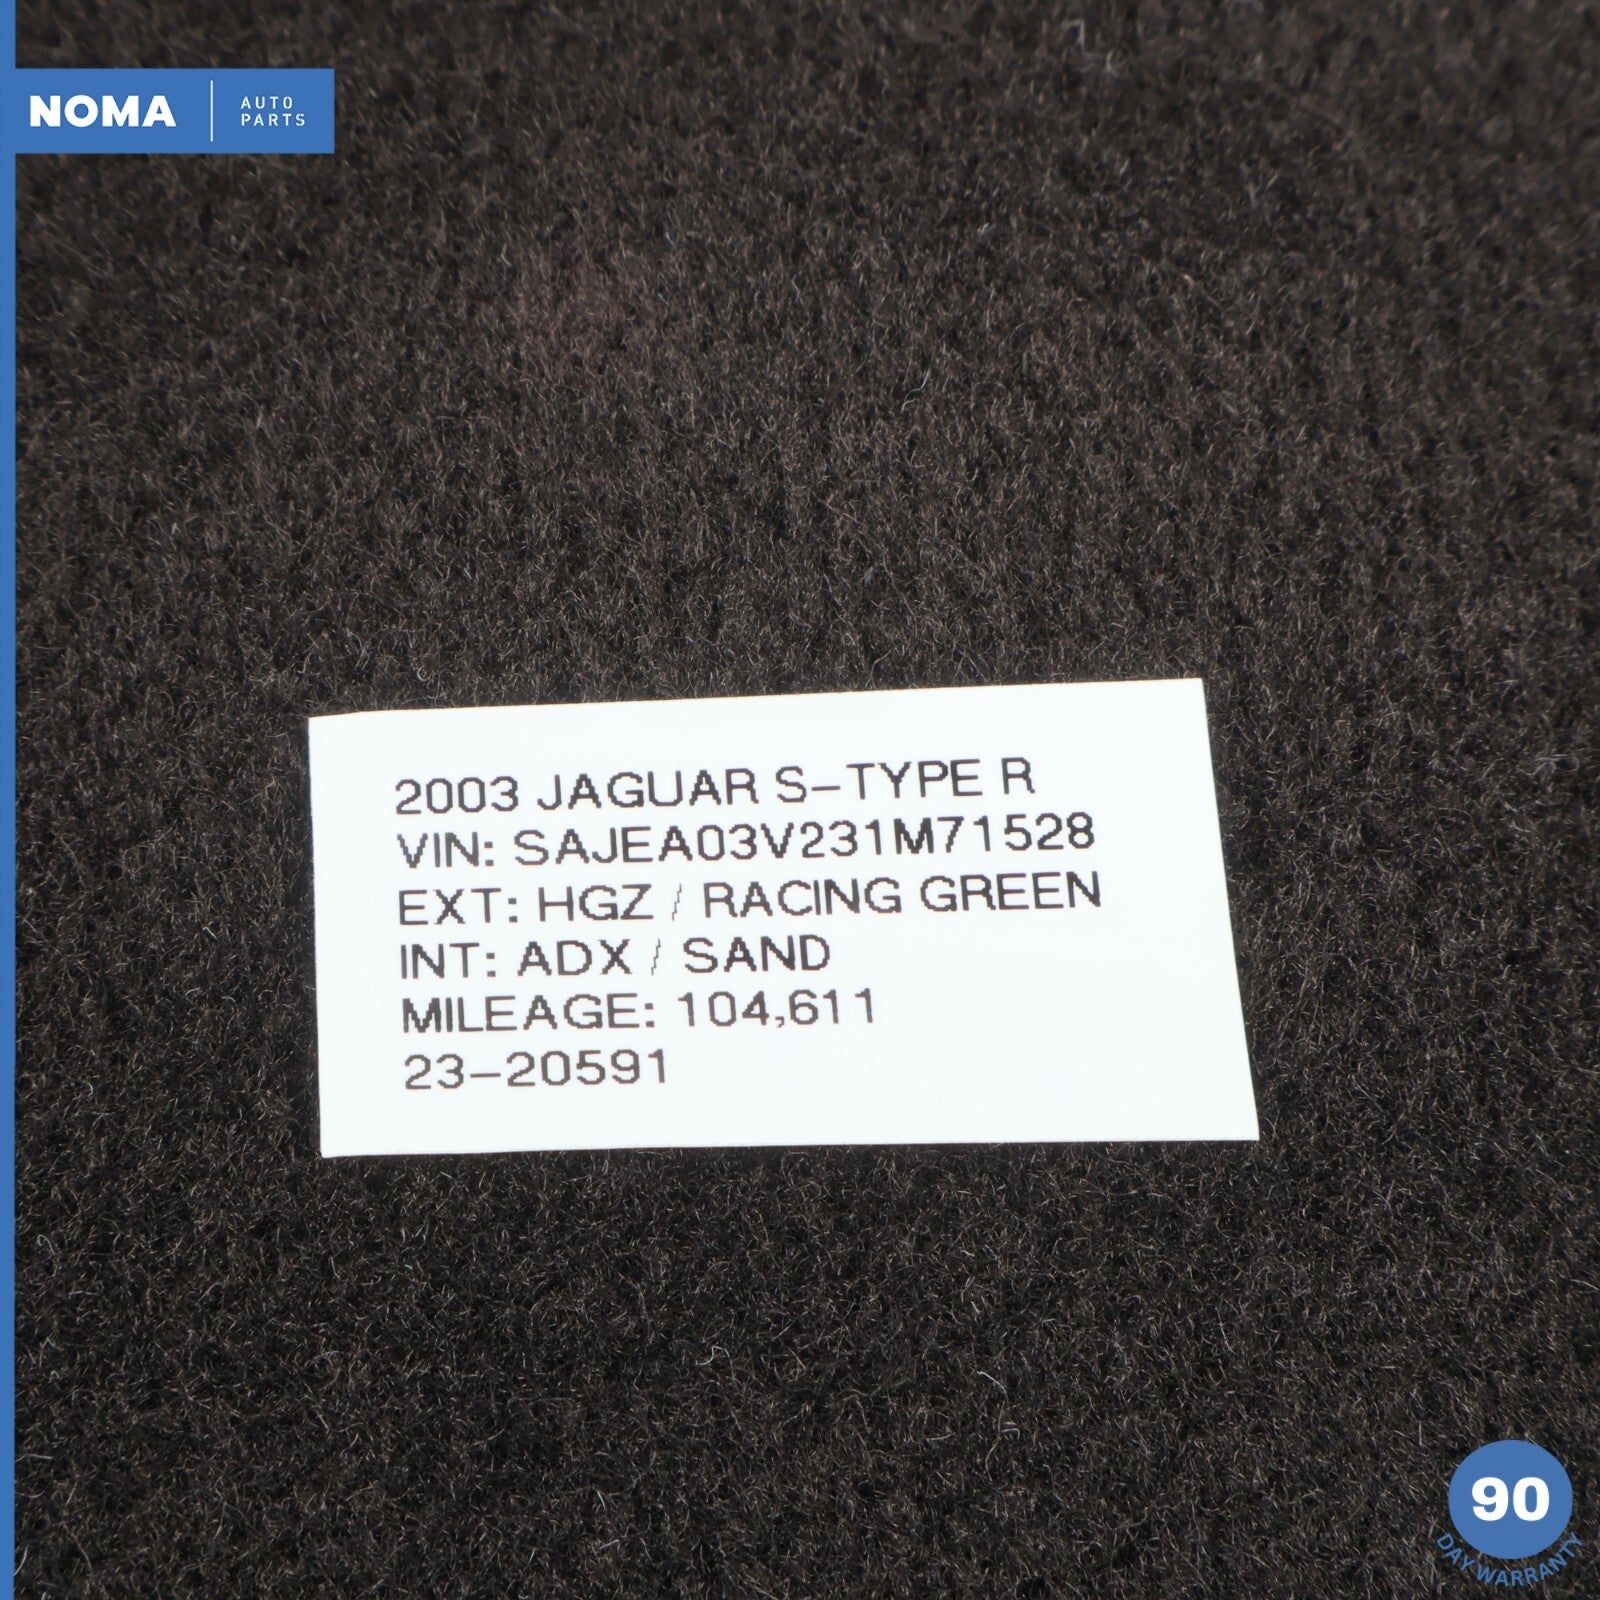 NOMA
AUTO
PARTS
2003 JAGUAR S-TYPE R
VIN: SAJEA03V231M71528
EXT: HGZ / RACING GREEN
INT: ADX / SAND
MILEAGE: 104,611
23-20591
90
DAY WARRANTY